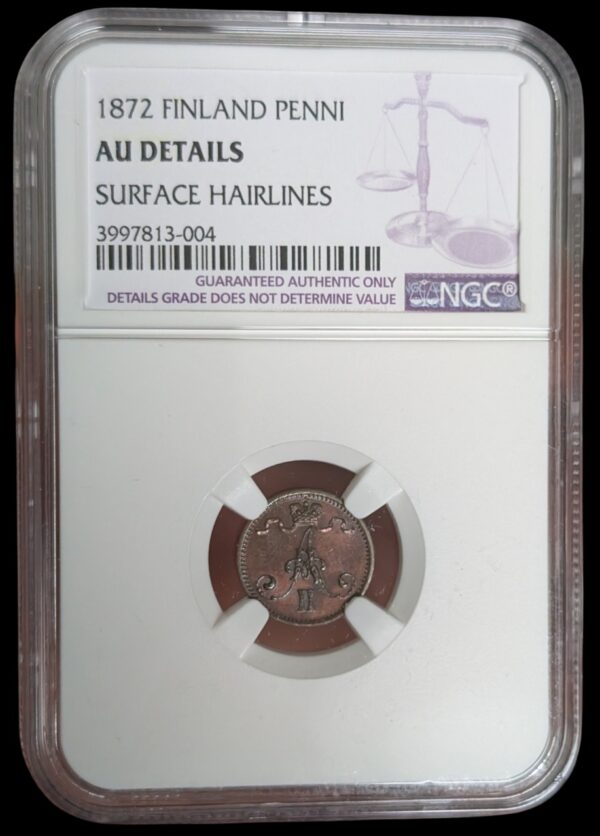 1872 FINLAND PENNI
AU DETAILS
SURFACE HAIRLINES
3997813-004
GUARANTEED AUTHENTIC ONLY
DETAILS GRADE DOES NOT DETERMINE VALUE
NGC®
A
II